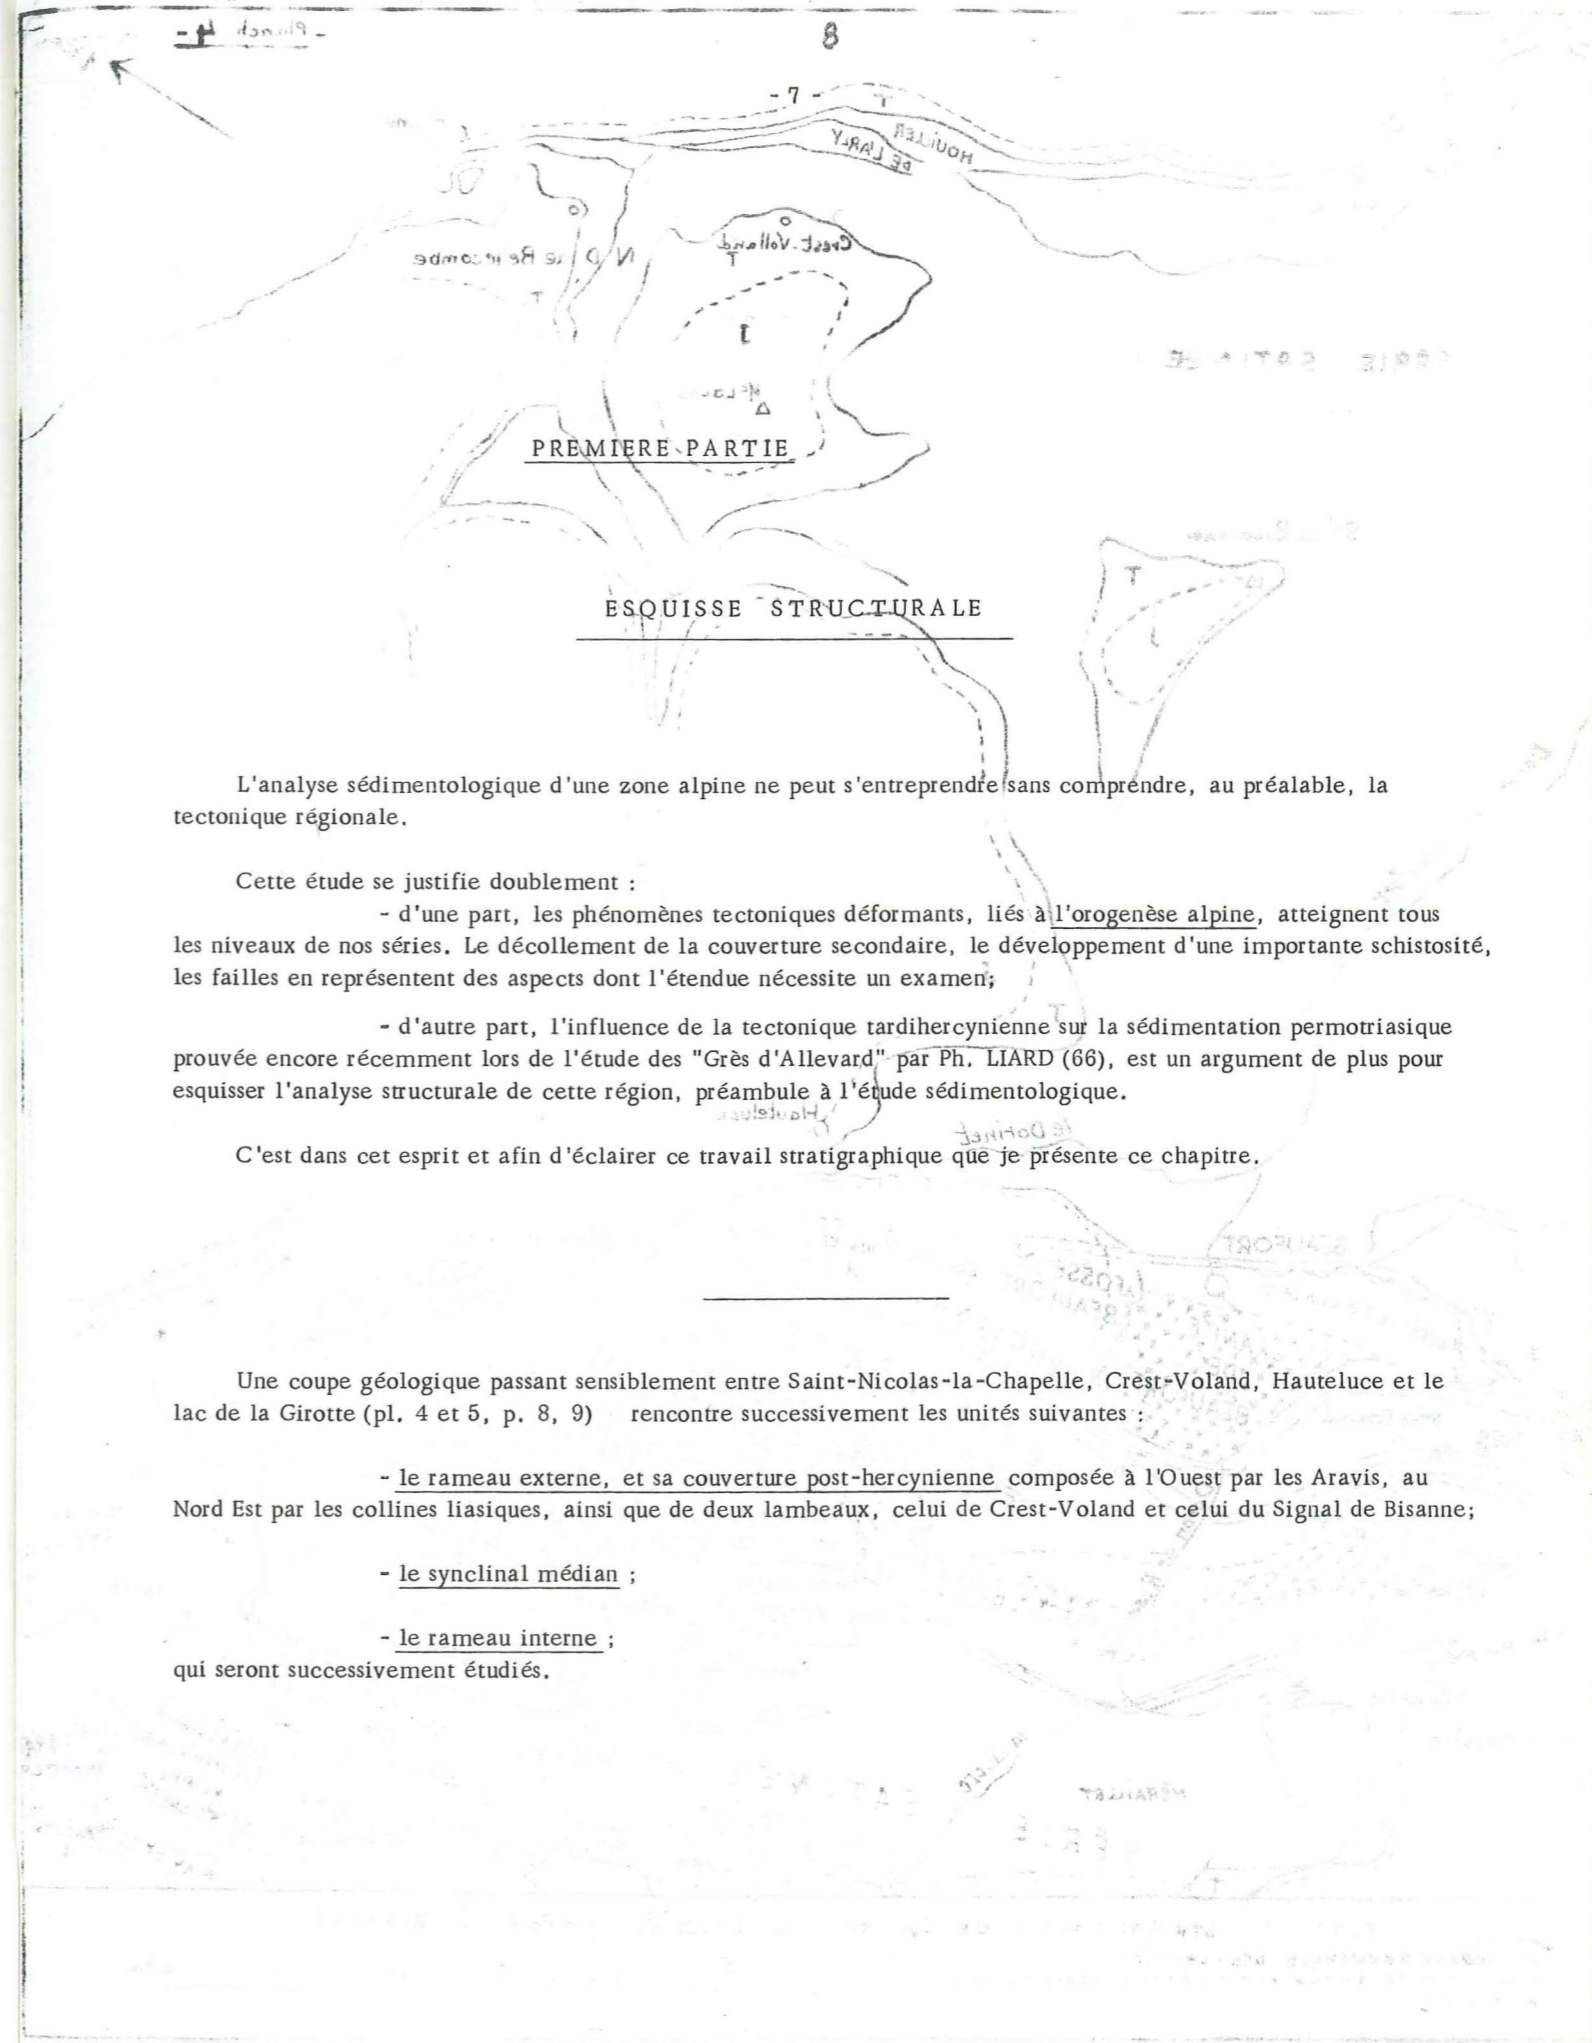 8
- 7 -
PREMIERE PARTIE
ESQUISSE STRUCTURALE
L'analyse sédimentologique d'une zone alpine ne peut s'entreprendre sans comprendre, au préalable, la
tectonique régionale.
Cette étude se justifie doublement :
- d'une part, les phénomènes tectoniques déformants, liés à l'orogenèse alpine, atteignent tous
les niveaux de nos séries. Le décollement de la couverture secondaire, le développement d'une importante schistosité,
les failles en représentent des aspects dont l'étendue nécessite un examen;
- d'autre part, l'influence de la tectonique tardihercynienne sur la sédimentation permotriasique
prouvée encore récemment lors de l'étude des "Grès d'Allevard" par Ph. LIARD (66), est un argument de plus pour
esquisser l'analyse structurale de cette région, préambule à l'étude sédimentologique.
C'est dans cet esprit et afin d'éclairer ce travail stratigraphique que je présente ce chapitre.
Une coupe géologique passant sensiblement entre Saint-Nicolas-la-Chapelle, Crest-Voland, Hauteluce et le
lac de la Girotte (pl. 4 et 5, p. 8, 9) rencontre successivement les unités suivantes :
- le rameau externe, et sa couverture post-hercynienne composée à l'Ouest par les Aravis, au
Nord Est par les collines liasiques, ainsi que de deux lambeaux, celui de Crest-Voland et celui du Signal de Bisanne;
- le synclinal médian ;
- le rameau interne ;
qui seront successivement étudiés.